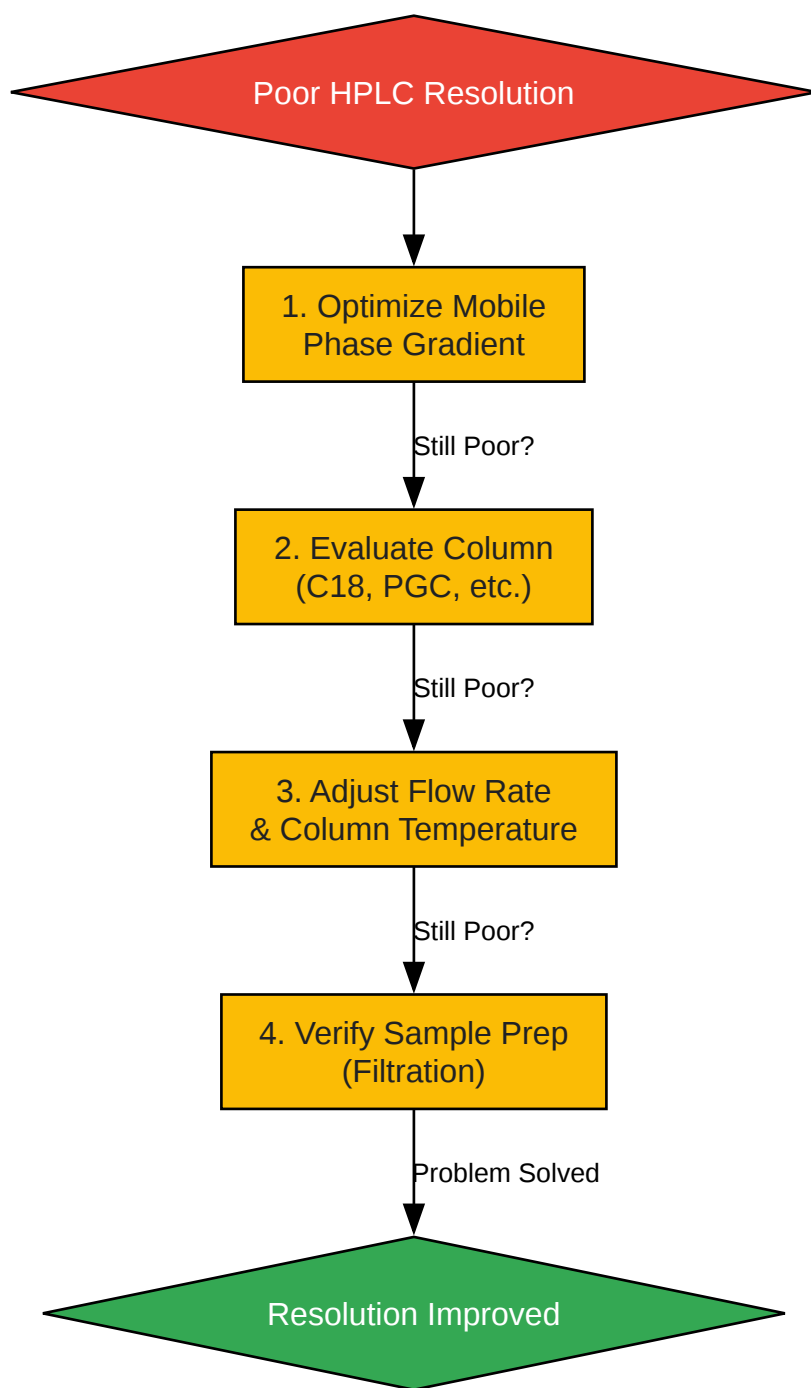 Poor HPLC Resolution
1. Optimize Mobile
Phase Gradient
Still Poor?
2. Evaluate Column
(C18, PGC, etc.)
Still Poor?
3. Adjust Flow Rate
& Column Temperature
Still Poor?
4. Verify Sample Prep
(Filtration)
Problem Solved
Resolution Improved